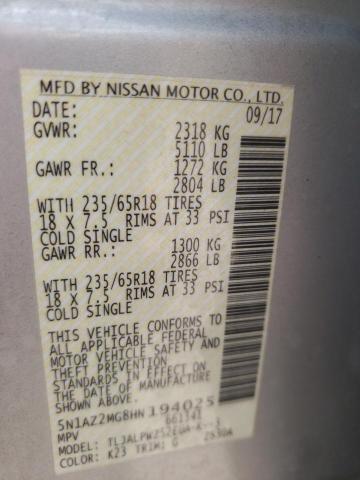 MFD BY NISSAN MOTOR CO., LTD.
DATE: 09/17
GVWR: 2318 KG
5110 LB
GAWR FR.: 1272 KG
2804 LB
WITH 235/65R18 TIRES
18 X 7.5 RIMS AT 33 PSI
COLD SINGLE
GAWR RR.: 1300 KG
2866 LB
WITH 235/65R18 TIRES
18 X 7.5 RIMS AT 33 PSI
COLD SINGLE
THIS VEHICLE CONFORMS TO
ALL APPLICABLE FEDERAL
MOTOR VEHICLE SAFETY AND
THEFT PREVENTION
STANDARDS IN EFFECT ON
THE DATE OF MANUFACTURE
SHOWN ABOVE.
5N1AZ2MG8HN194025
MPV 661341
COLOR: K23 TRIM: G